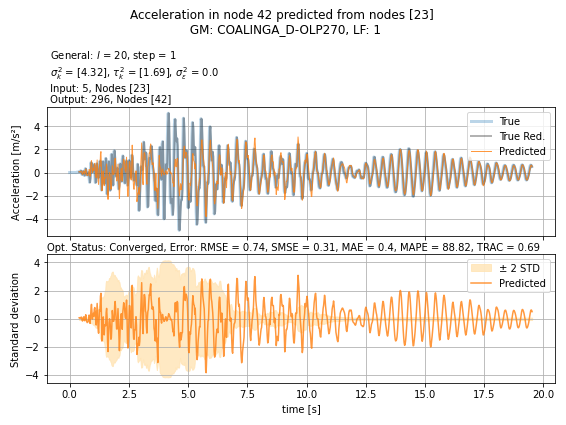 Acceleration in node 42 predicted from nodes [23]
GM: COALINGA_D-OLP270, LF: 1
General: l = 20, step = 1
σ²ₖ = [4.32], τ²ₖ = [1.69], σ²ε = 0.0
Input: 5, Nodes [23]
Output: 296, Nodes [42]
Acceleration [m/s²]
4
2
0
−2
−4
True
True Red.
Predicted
Opt. Status: Converged, Error: RMSE = 0.74, SMSE = 0.31, MAE = 0.4, MAPE = 88.82, TRAC = 0.69
Standard deviation
4
2
0
−2
−4
± 2 STD
Predicted
0.0 2.5 5.0 7.5 10.0 12.5 15.0 17.5 20.0
time [s]